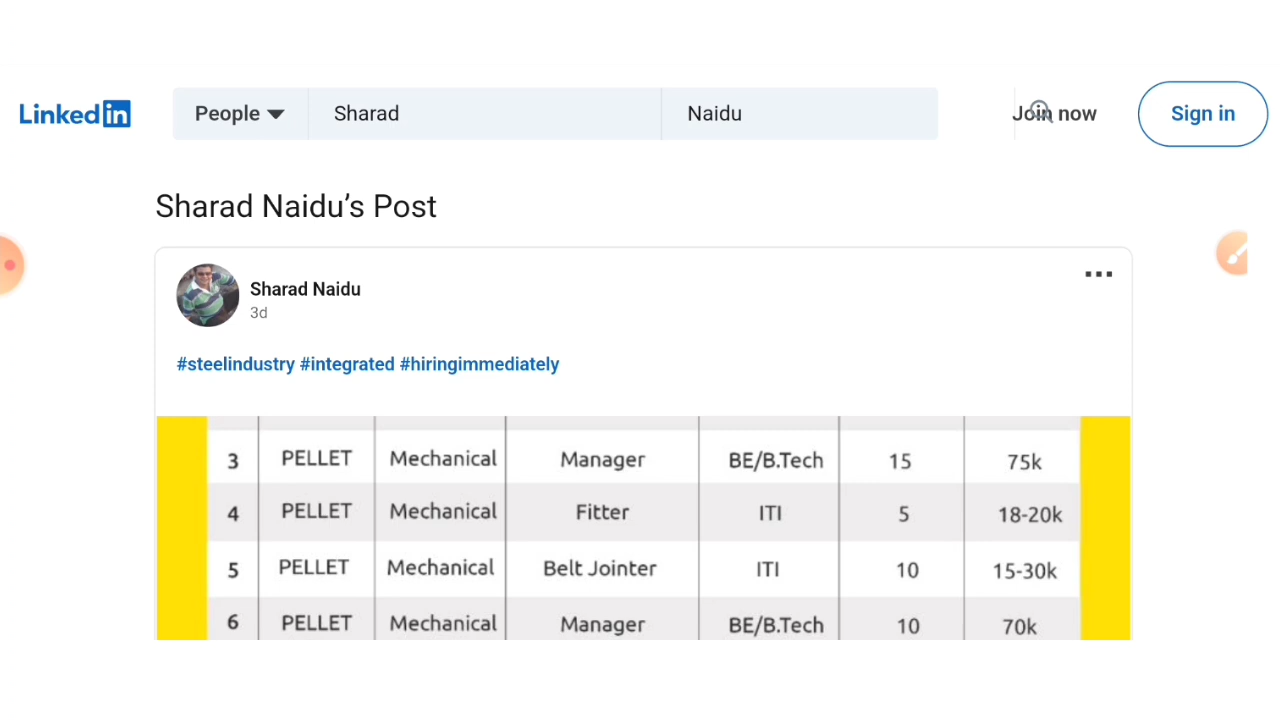 LinkedIn People Sharad Naidu Join now Sign in
Sharad Naidu's Post
Sharad Naidu
3d
#steelindustry #integrated #hiringimmediately
3 PELLET Mechanical Manager BE/B.Tech 15 75k
4 PELLET Mechanical Fitter ITI 5 18-20k
5 PELLET Mechanical Belt Jointer ITI 10 15-30k
6 PELLET Mechanical Manager BE/B.Tech 10 70k